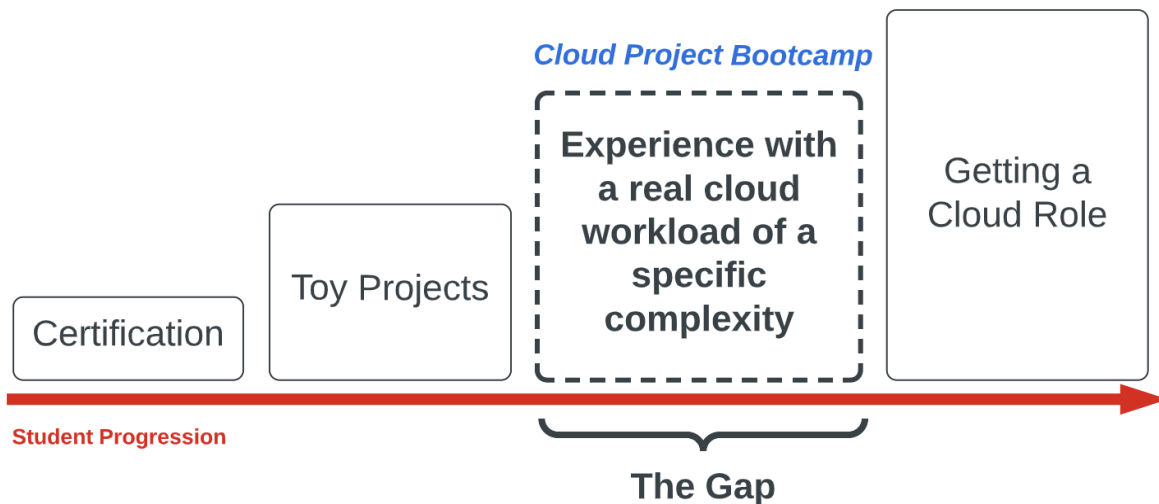 Cloud Project Bootcamp
Certification
Toy Projects
Experience with
a real cloud
workload of a
specific
complexity
Getting a
Cloud Role
Student Progression
The Gap